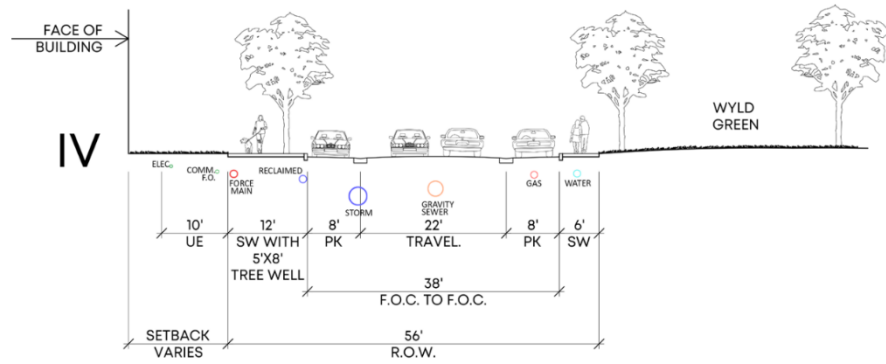 FACE OF
BUILDING
WYLD
GREEN
IV
ELEC.
COMM.
F.O.
FORCE
MAIN
RECLAIMED
STORM
GRAVITY
SEWER
GAS
WATER
10'
UE
12'
SW WITH
5'X8'
TREE WELL
8'
PK
22'
TRAVEL.
8'
PK
6'
SW
38'
F.O.C. TO F.O.C.
SETBACK
VARIES
56'
R.O.W.